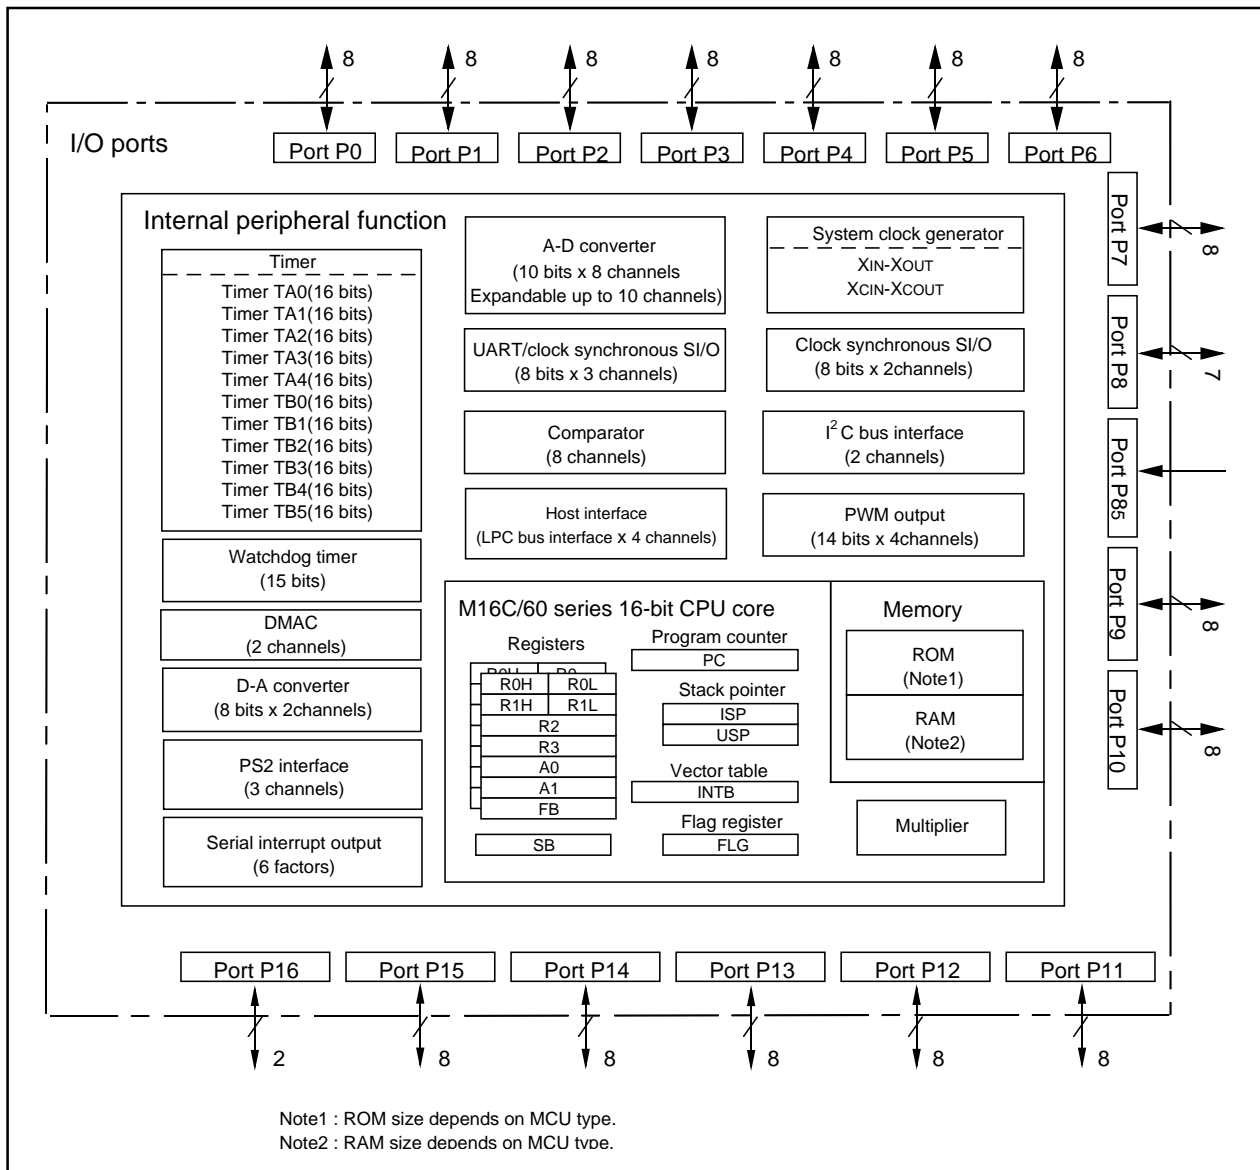 8 8 8 8 8 8 8
I/O ports
Port P0 Port P1 Port P2 Port P3 Port P4 Port P5 Port P6
Internal peripheral function
Timer
Timer TA0(16 bits)
Timer TA1(16 bits)
Timer TA2(16 bits)
Timer TA3(16 bits)
Timer TA4(16 bits)
Timer TB0(16 bits)
Timer TB1(16 bits)
Timer TB2(16 bits)
Timer TB3(16 bits)
Timer TB4(16 bits)
Timer TB5(16 bits)
Watchdog timer
(15 bits)
DMAC
(2 channels)
D-A converter
(8 bits x 2channels)
PS2 interface
(3 channels)
Serial interrupt output
(6 factors)
A-D converter
(10 bits x 8 channels
Expandable up to 10 channels)
UART/clock synchronous SI/O
(8 bits x 3 channels)
Comparator
(8 channels)
Host interface
(LPC bus interface x 4 channels)
System clock generator
XIN-XOUT
XCIN-XCOUT
Clock synchronous SI/O
(8 bits x 2channels)
I2C bus interface
(2 channels)
PWM output
(14 bits x 4channels)
M16C/60 series 16-bit CPU core
Registers
R0H R0
R0H R0L
R1H R1L
R2
R3
A0
A1
FB
SB
Program counter
PC
Stack pointer
ISP
USP
Vector table
INTB
Flag register
FLG
Memory
ROM
(Note1)
RAM
(Note2)
Multiplier
Port P7
8
Port P8
7
Port P85
Port P9
8
Port P10
8
Port P16 Port P15 Port P14 Port P13 Port P12 Port P11
2 8 8 8 8 8
Note1 : ROM size depends on MCU type.
Note2 : RAM size depends on MCU type.